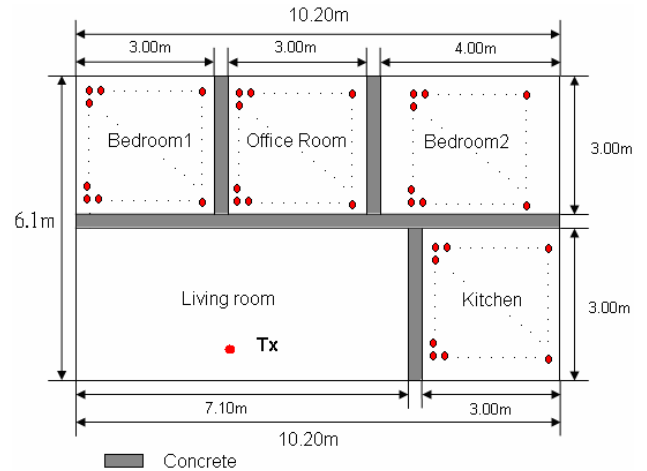 10.20m
3.00m 3.00m 4.00m
Bedroom1 Office Room Bedroom2
3.00m
6.1m
Living room Kitchen
3.00m
Tx
7.10m 3.00m
10.20m
Concrete